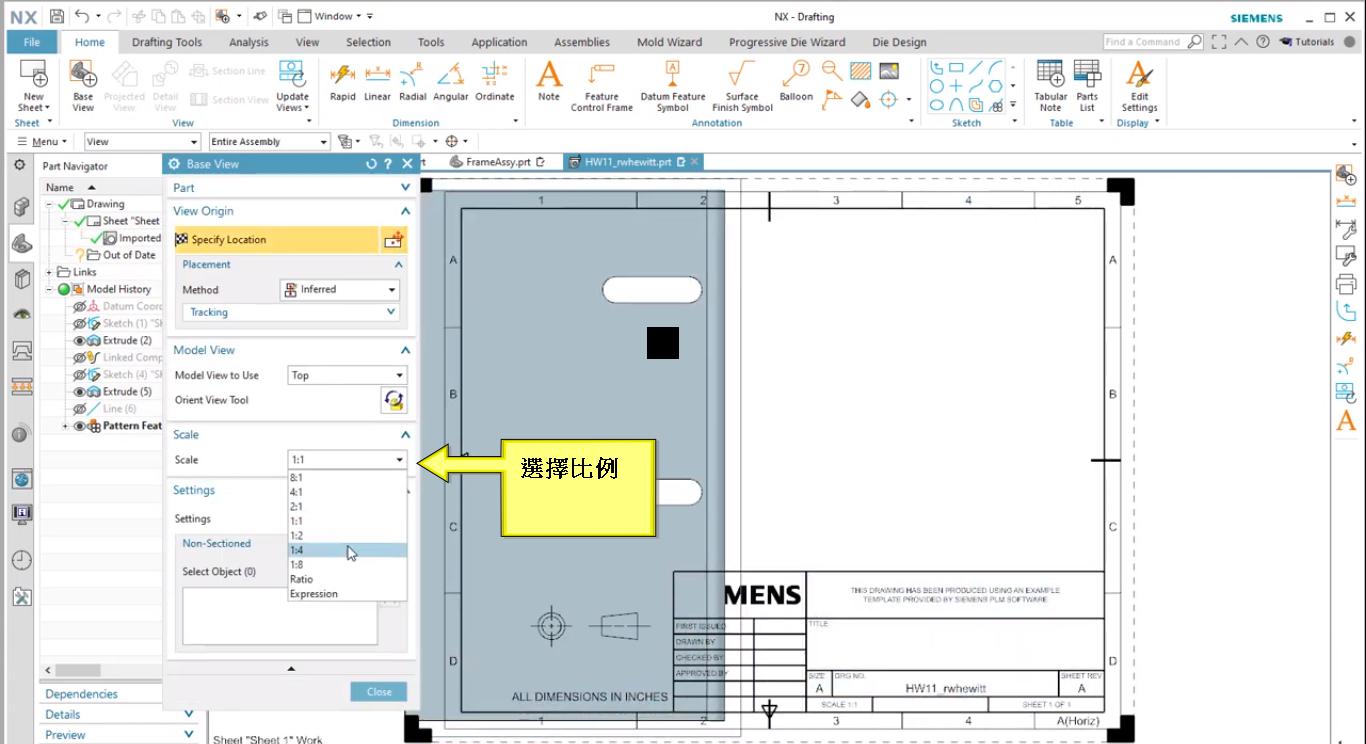 NX
Window
NX - Drafting
SIEMENS
File
Home
Drafting Tools
Analysis
View
Selection
Tools
Application
Assemblies
Mold Wizard
Progressive Die Wizard
Die Design
Find a Command
Tutorials
New Sheet
Base View
Projected View
Detail View
Section Line
Section View
Update Views
Rapid
Linear
Radial
Angular
Ordinate
Note
Feature Control Frame
Datum Feature Symbol
Surface Finish Symbol
Balloon
Tabular Note
Parts List
Edit Settings
Sheet
View
Dimension
Annotation
Sketch
Table
Display
Menu
View
Entire Assembly
Part Navigator
Name
Drawing
Sheet "Sheet
Imported
Out of Date
Links
Model History
Datum Coord
Sketch (1) "Sk
Extrude (2)
Linked Comp
Sketch (4) "Sk
Extrude (5)
Line (6)
Pattern Feat
Dependencies
Details
Preview
Base View
Part
View Origin
Specify Location
Placement
Method
Inferred
Tracking
Model View
Model View to Use
Top
Orient View Tool
Scale
Scale
1:1
8:1
4:1
2:1
1:1
1:2
1:4
1:8
Ratio
Expression
Settings
Settings
Non-Sectioned
Select Object (0)
Close
rt
FrameAssy.prt
HW11_rwhewitt.prt
1
2
3
4
5
A
A
B
B
C
C
D
D
選擇比例
MENS
THIS DRAWING HAS BEEN PRODUCED USING AN EXAMPLE
TEMPLATE PROVIDED BY SIEMENS PLM SOFTWARE
FIRST ISSUED
TITLE
DRAWN BY
CHECKED BY
APPROVED BY
SIZE
DRG NO.
SHEET REV
A
HW11_rwhewitt
A
SCALE 1:1
SHEET 1 OF 1
ALL DIMENSIONS IN INCHES
1
2
3
4
A(Horiz)
Sheet "Sheet 1" Work